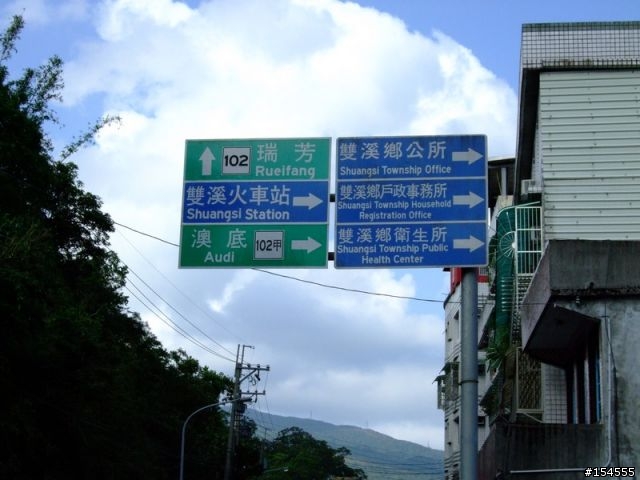 102 瑞芳
Rueifang
雙溪火車站
Shuangsi Station
澳底 102甲
Audi
雙溪鄉公所
Shuangsi Township Office
雙溪鄉戶政事務所
Shuangsi Township Household
Registration Office
雙溪鄉衛生所
Shuangsi Township Public
Health Center
#154555